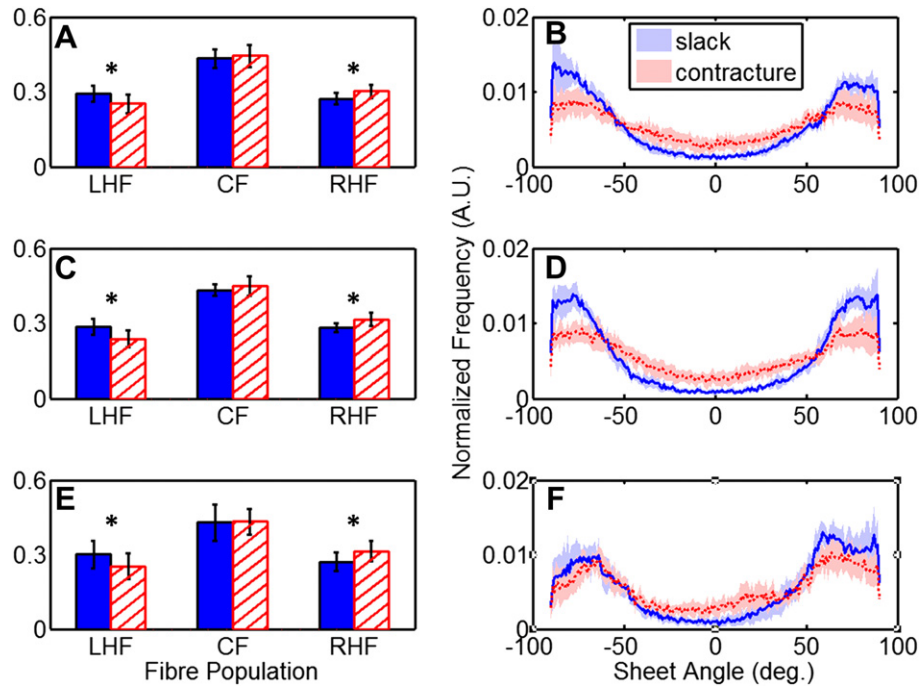 0.6
A
0.3
*
*
0
LHF
CF
RHF
0.02
B
slack
contracture
0.01
0
-100
-50
0
50
100
0.6
C
0.3
*
*
0
LHF
CF
RHF
Normalized Frequency (A.U.)
0.02
D
0.01
0
-100
-50
0
50
100
0.6
E
0.3
*
*
0
LHF
CF
RHF
Fibre Population
0.02
F
0.01
0
-100
-50
0
50
100
Sheet Angle (deg.)